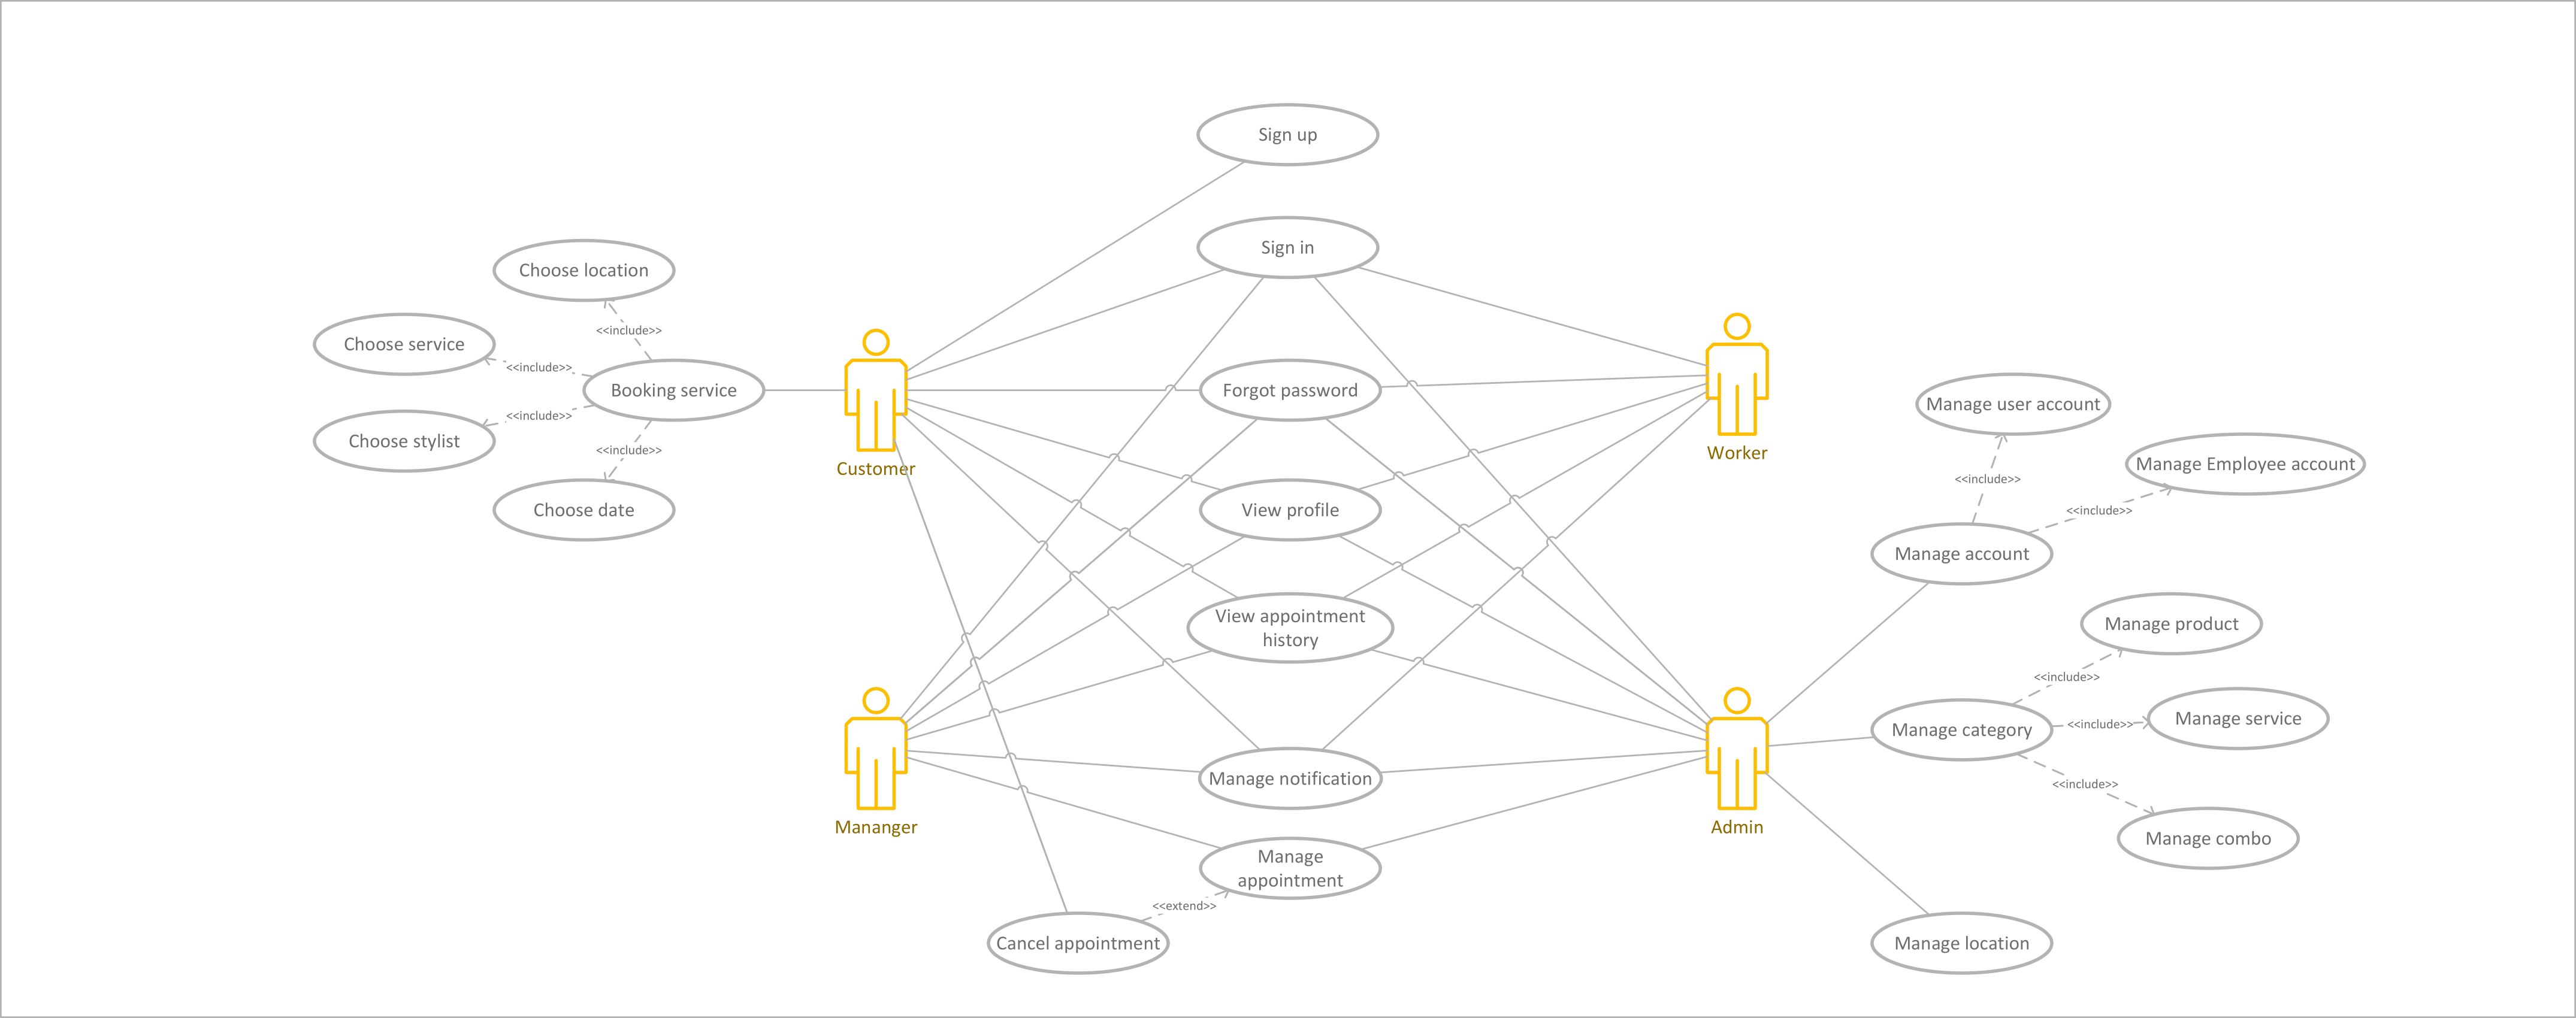 Sign up
Sign in
Choose location
<<include>>
Choose service
<<include>>
Booking service
Forgot password
<<include>>
Choose stylist
<<include>>
Choose date
Customer
Worker
Manage user account
Manage Employee account
<<include>>
<<include>>
View profile
Manage account
View appointment
history
Manage product
<<include>>
Manage service
<<include>>
Manage category
Manage notification
<<include>>
Mananger
Admin
Manage combo
Manage
appointment
<<extend>>
Cancel appointment
Manage location